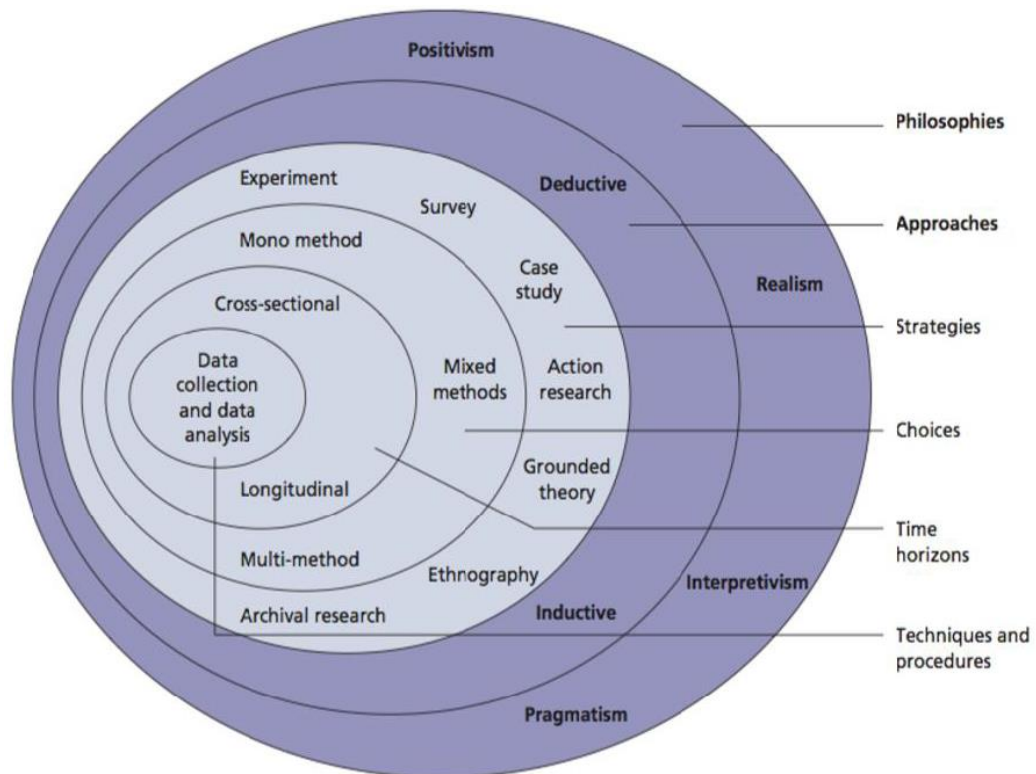 Positivism
Philosophies
Experiment
Deductive
Survey
Approaches
Mono method
Case
study
Realism
Cross-sectional
Strategies
Data
collection
and data
analysis
Mixed
methods
Action
research
Choices
Grounded
theory
Longitudinal
Time
horizons
Multi-method
Ethnography
Interpretivism
Archival research
Inductive
Techniques and
procedures
Pragmatism